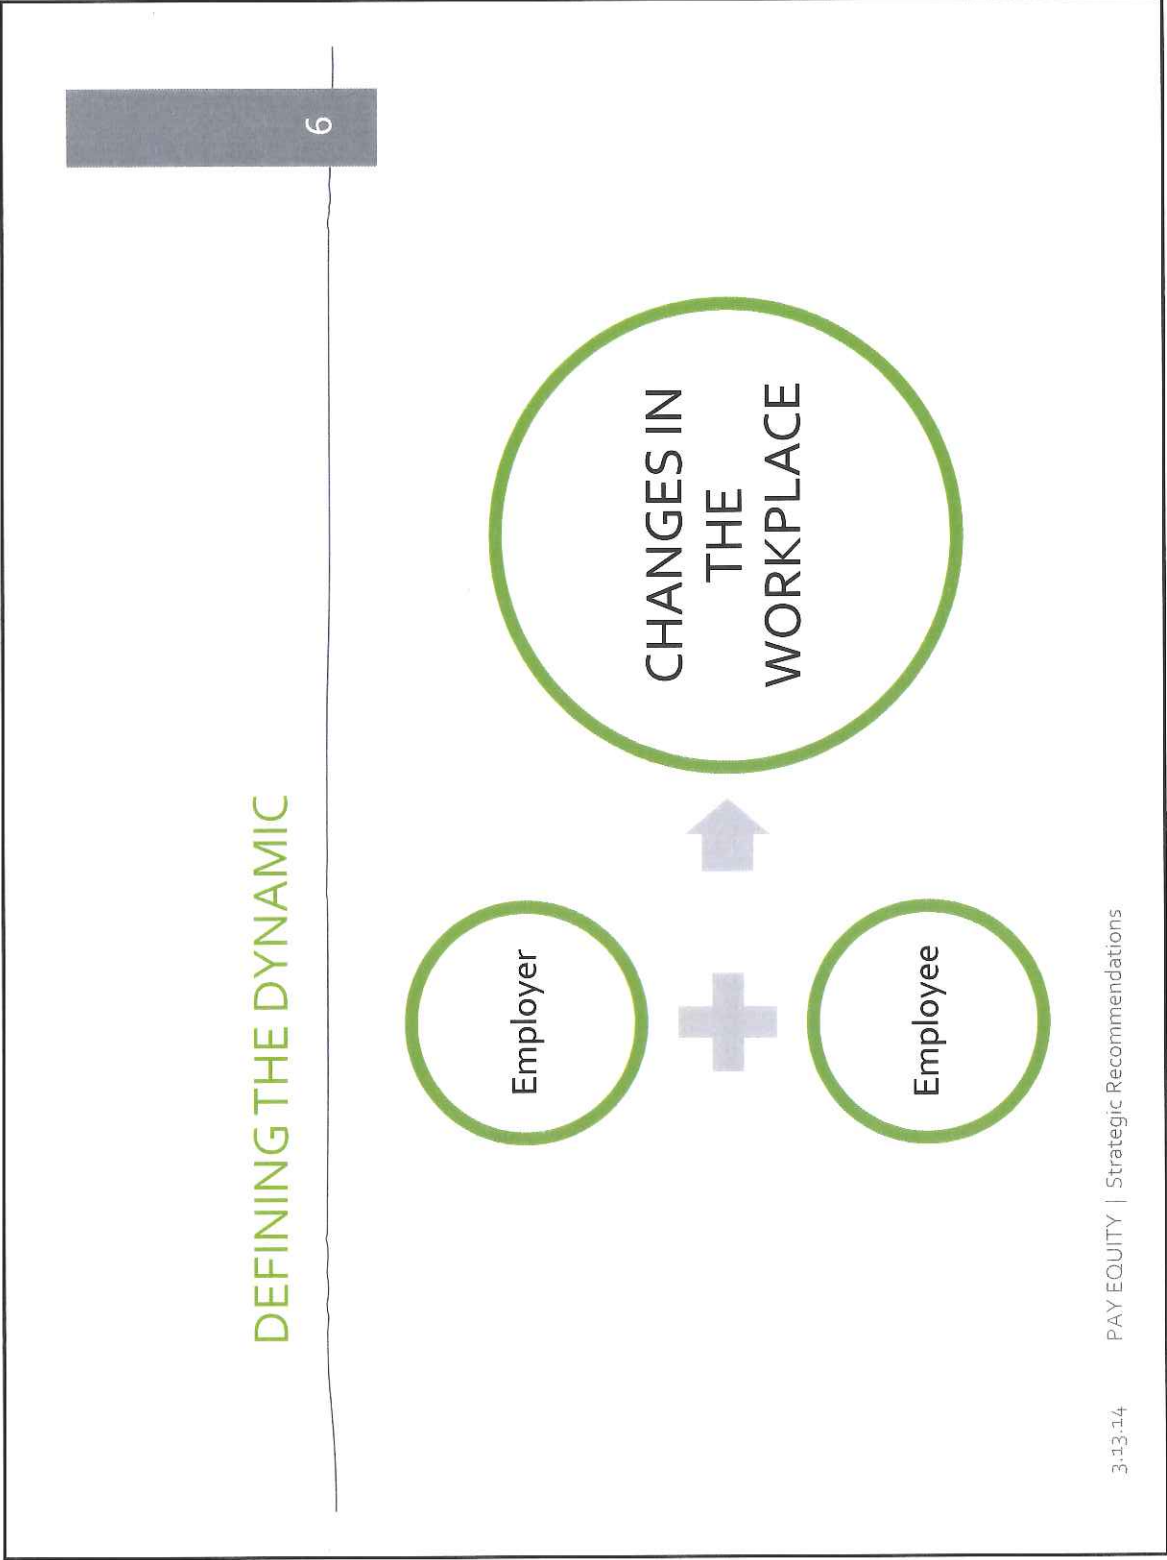 6
DEFINING THE DYNAMIC
Employer
Employee
CHANGES IN
THE
WORKPLACE
3.13.14 PAY EQUITY | Strategic Recommendations